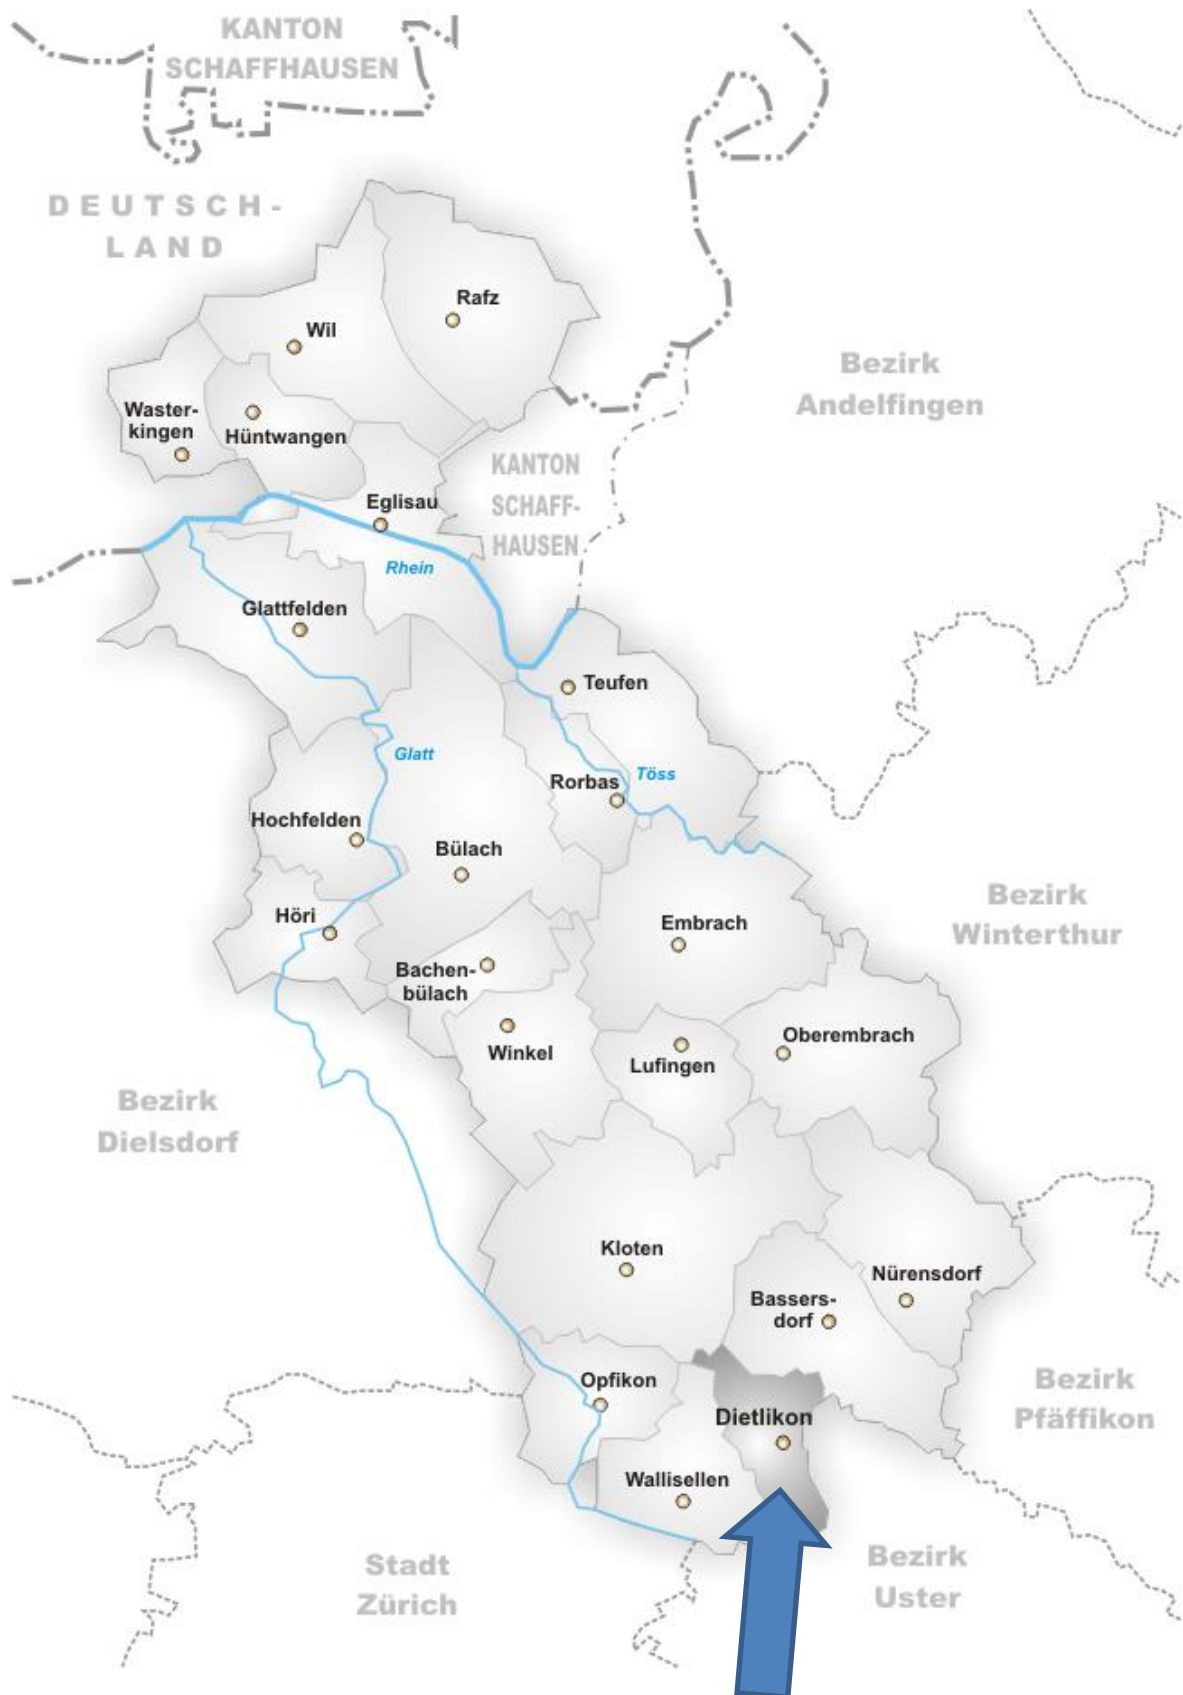 KANTON
SCHAFFHAUSEN
DEUTSCH-
LAND
Rafz
Wil
Bezirk
Andelfingen
Waster-
kingen
Hüntwangen
KANTON
SCHAFF-
HAUSEN
Eglisau
Rhein
Glattfelden
Teufen
Glatt
Töss
Rorbas
Hochfelden
Bülach
Bezirk
Winterthur
Höri
Embrach
Bachen-
bülach
Winkel
Lufingen
Oberembrach
Bezirk
Dielsdorf
Kloten
Nürensdorf
Bassers-
dorf
Opfikon
Bezirk
Pfäffikon
Dietlikon
Wallisellen
Stadt
Zürich
Bezirk
Uster